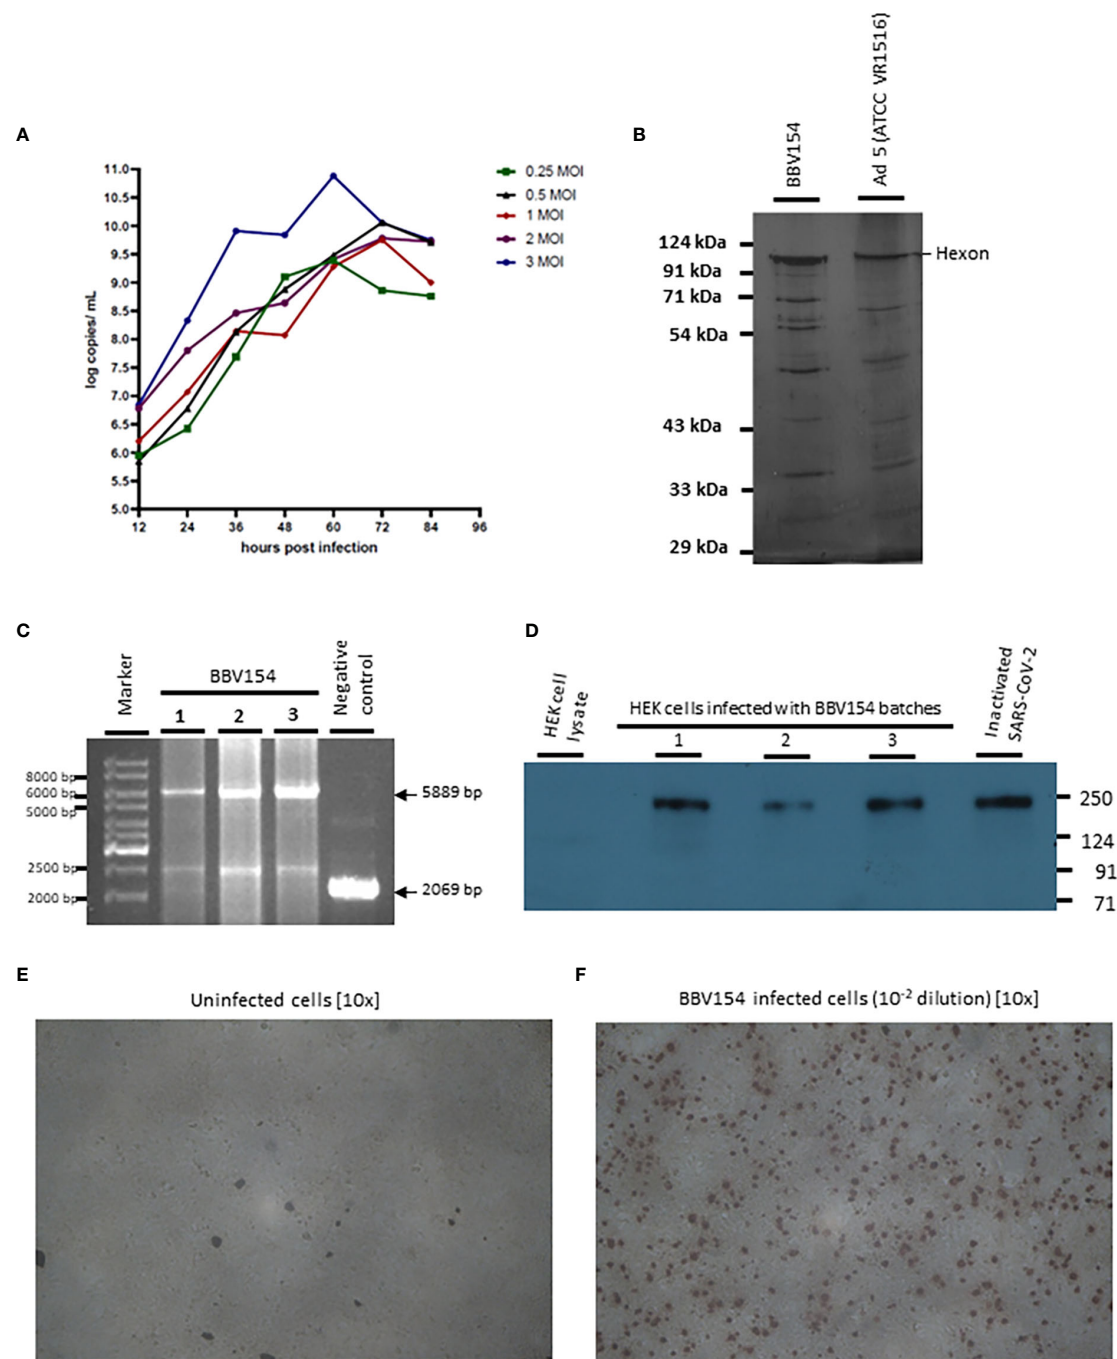 A
11.0
10.5
10.0
9.5
9.0
8.5
8.0
7.5
7.0
6.5
6.0
5.5
5.0
log copies/ mL
12 24 36 48 60 72 84 96
hours post infection
0.25 MOI
0.5 MOI
1 MOI
2 MOI
3 MOI
B
BBV154
Ad 5 (ATCC VR1516)
124 kDa
91 kDa
71 kDa
54 kDa
43 kDa
33 kDa
29 kDa
Hexon
C
Marker
BBV154
1 2 3
Negative
control
8000 bp
6000 bp
5000 bp
2500 bp
2000 bp
5889 bp
2069 bp
D
HEK cell
lysate
HEK cells infected with BBV154 batches
1 2 3
Inactivated
SARS-CoV-2
250
124
91
71
E
Uninfected cells [10x]
F
BBV154 infected cells (10⁻² dilution) [10x]